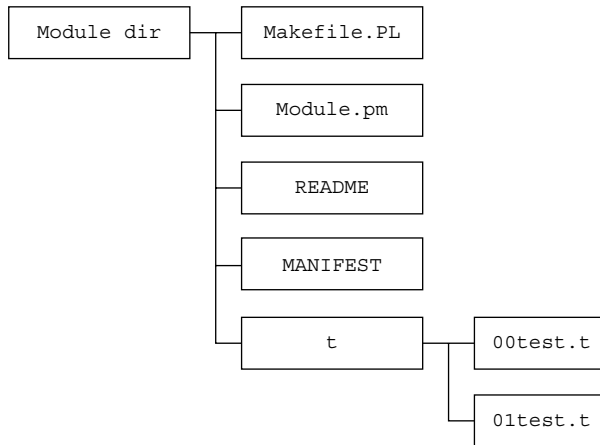 Module dir
Makefile.PL
Module.pm
README
MANIFEST
t
00test.t
01test.t